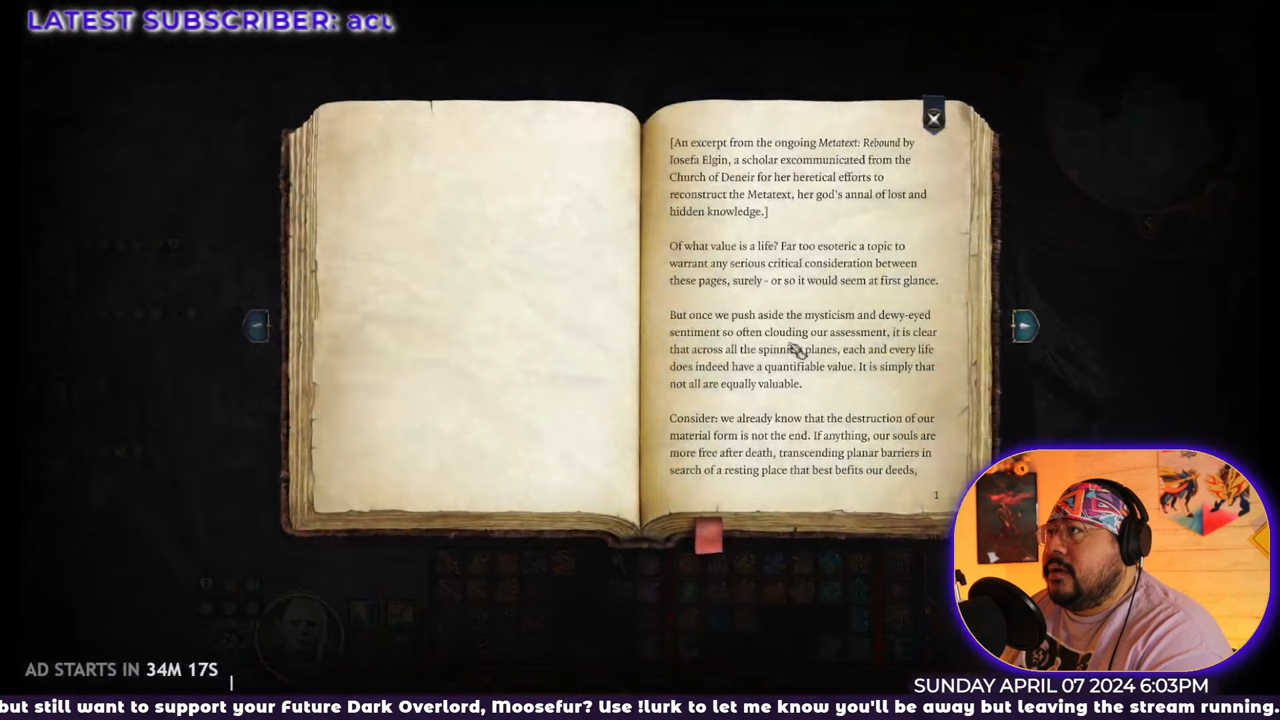 LATEST SUBSCRIBER:
[An excerpt from the ongoing Metatext: Rebound by
Iosefa Elgin, a scholar excommunicated from the
Church of Deneir for her heretical efforts to
reconstruct the Metatext, her god's annal of lost and
hidden knowledge.]
Of what value is a life? Far too esoteric a topic to
warrant any serious critical consideration between
these pages, surely - or so it would seem at first glance.
But once we push aside the mysticism and dewy-eyed
sentiment so often clouding our assessment, it is clear
that across all the planes, each and every life
does indeed have a quantifiable value. It is simply that
not all are equally valuable.
Consider: we already know that the destruction of our
material form is not the end. If anything, our souls are
more free after death, transcending planar barriers in
search of a resting place that best befits our deeds,
1
AD STARTS IN 34M 17S
SUNDAY APRIL 07 2024 6:03PM
but still want to support your Future Dark Overlord, Moosefur? Use !lurk to let me know you'll be away but leaving the stream running.